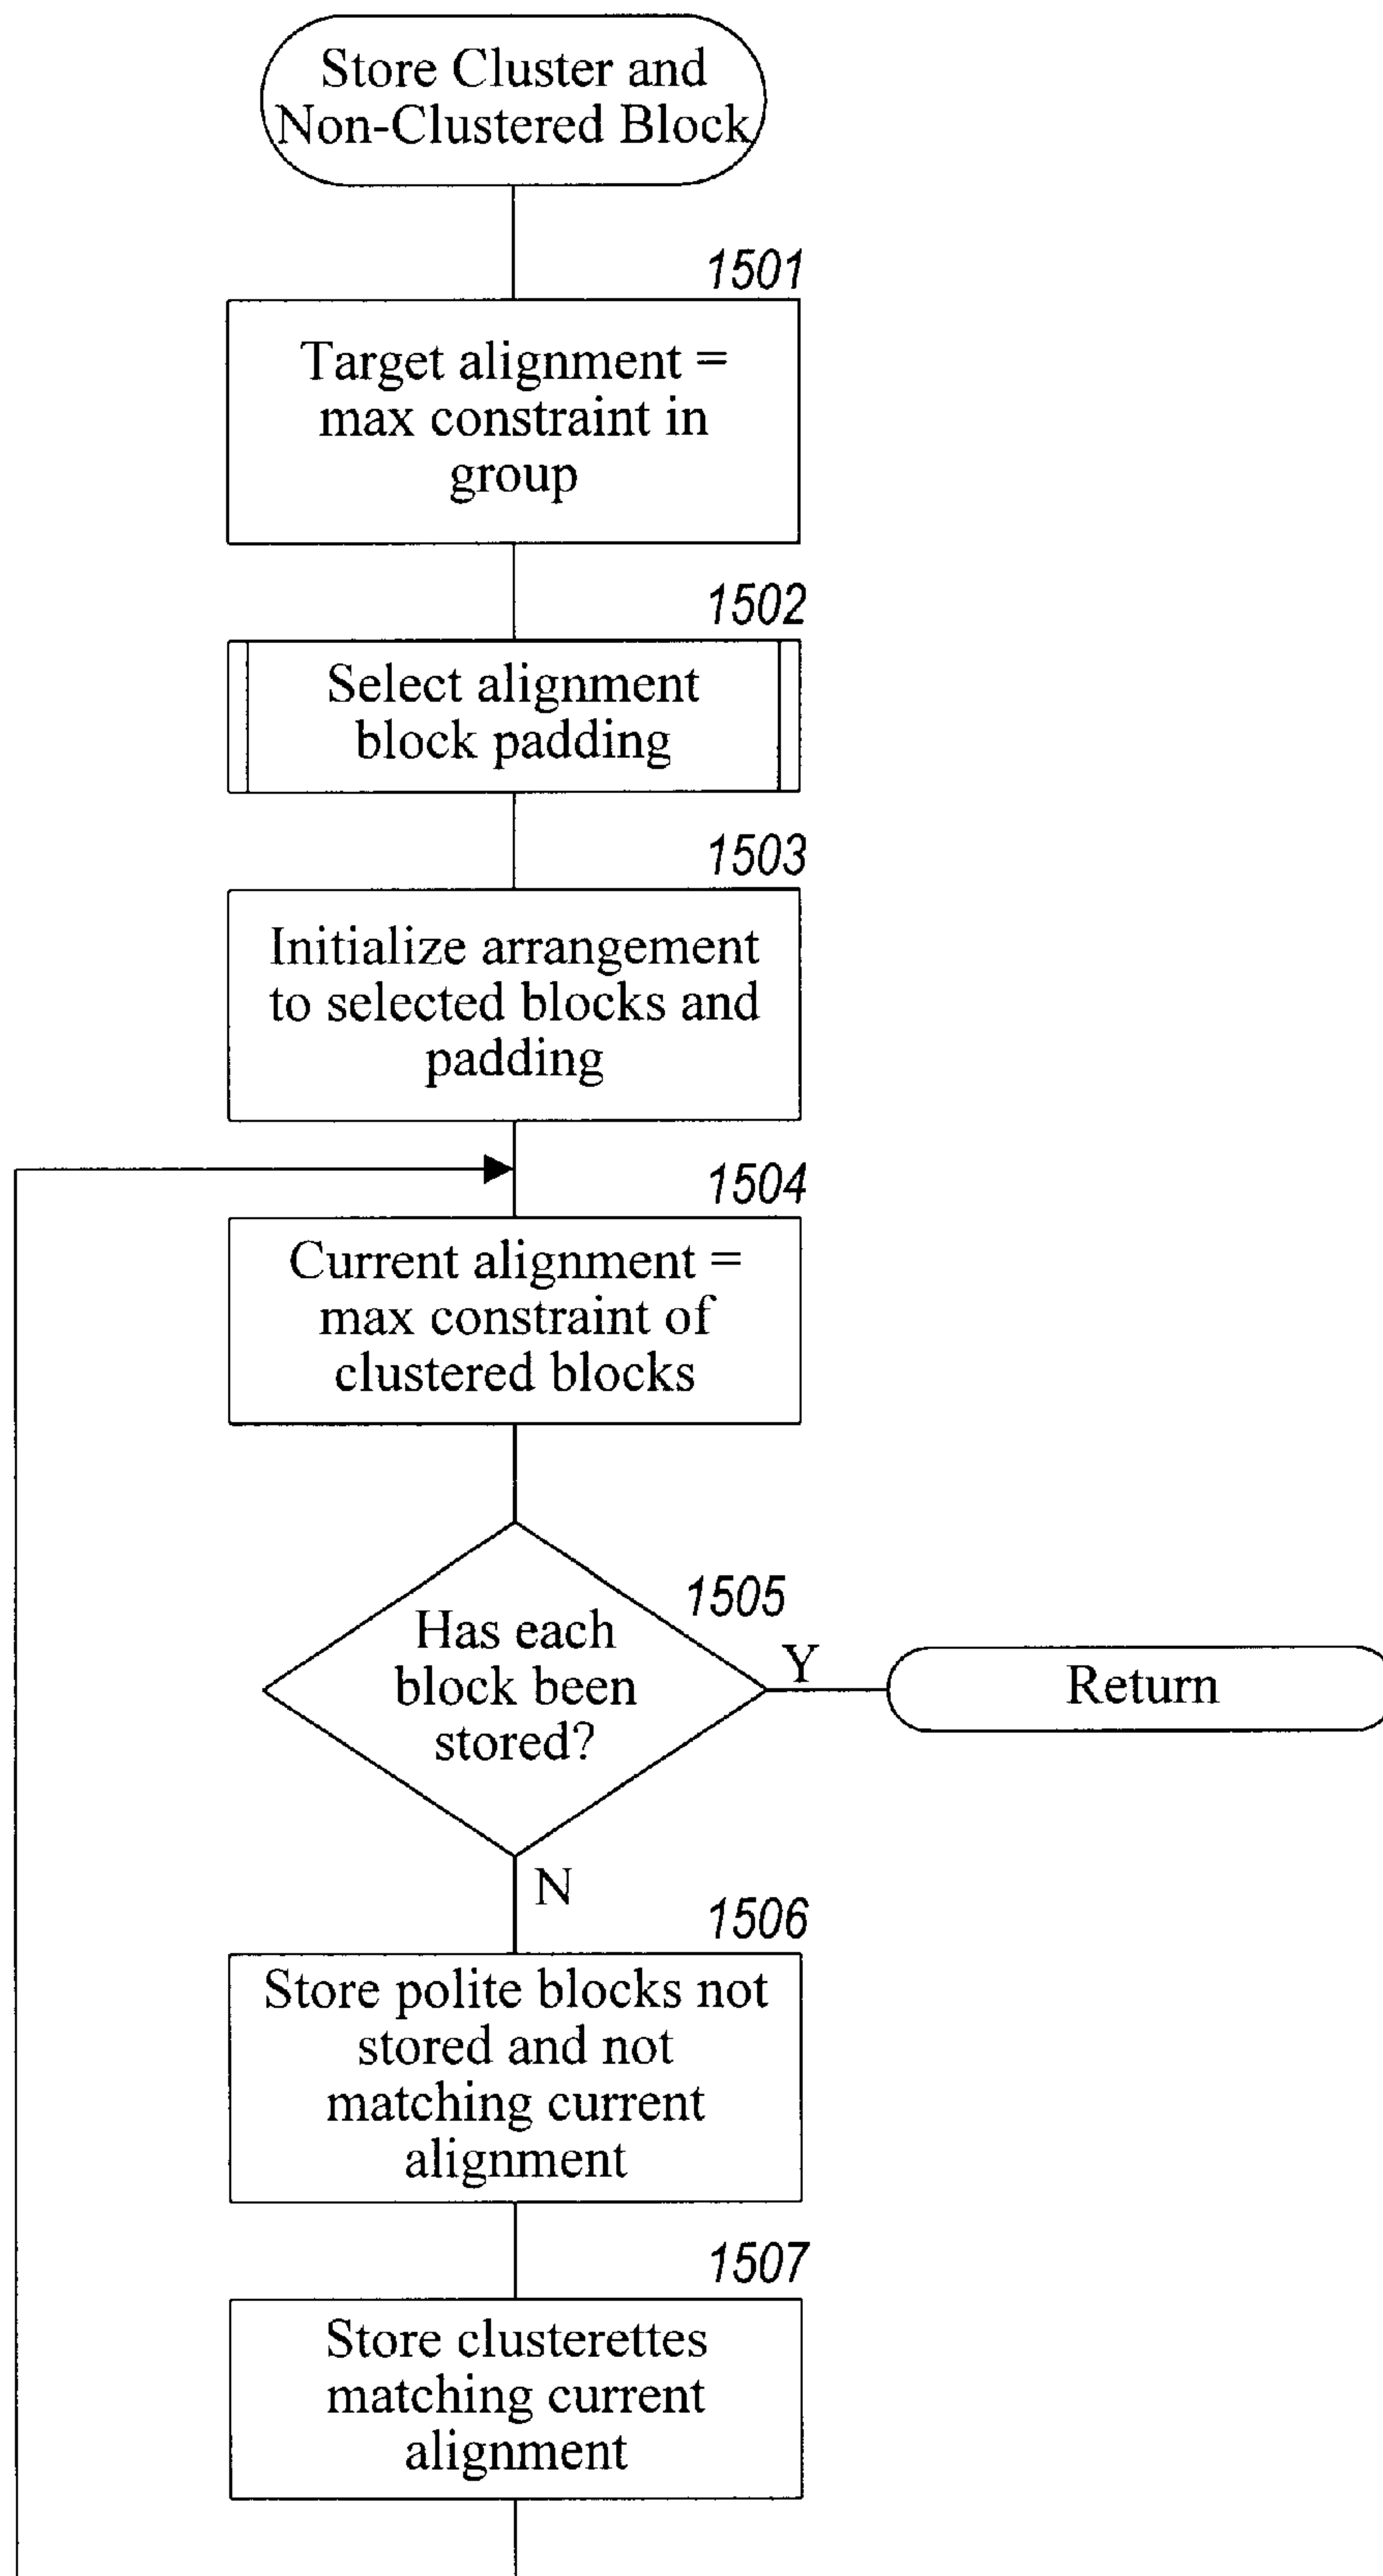 Store Cluster and
Non-Clustered Block
1501
Target alignment =
max constraint in
group
1502
Select alignment
block padding
1503
Initialize arrangement
to selected blocks and
padding
1504
Current alignment =
max constraint of
clustered blocks
1505
Has each
block been
stored?
Y
Return
N
1506
Store polite blocks not
stored and not
matching current
alignment
1507
Store clusterettes
matching current
alignment